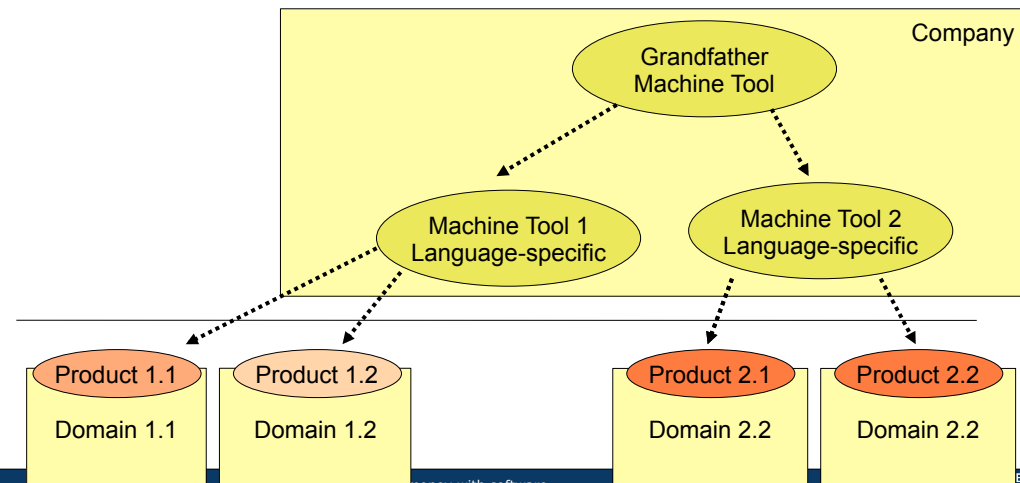 Company
Grandfather
Machine Tool
Machine Tool 1
Language-specific
Machine Tool 2
Language-specific
Product 1.1
Product 1.2
Product 2.1
Product 2.2
Domain 1.1
Domain 1.2
Domain 2.2
Domain 2.2